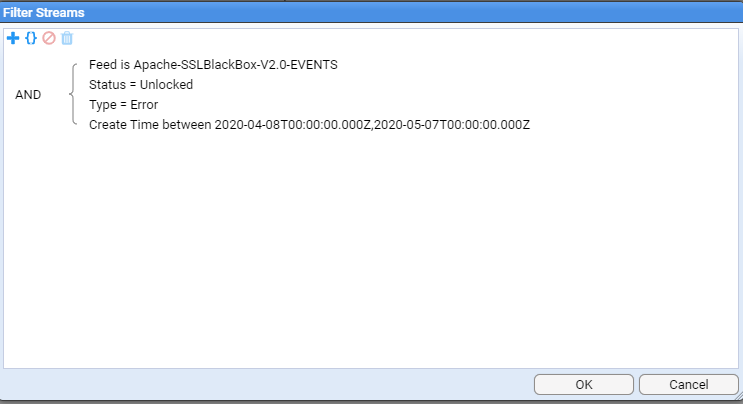 Filter Streams
{}
AND
Feed is Apache-SSLBlackBox-V2.0-EVENTS
Status = Unlocked
Type = Error
Create Time between 2020-04-08T00:00:00.000Z,2020-05-07T00:00:00.000Z
OK Cancel